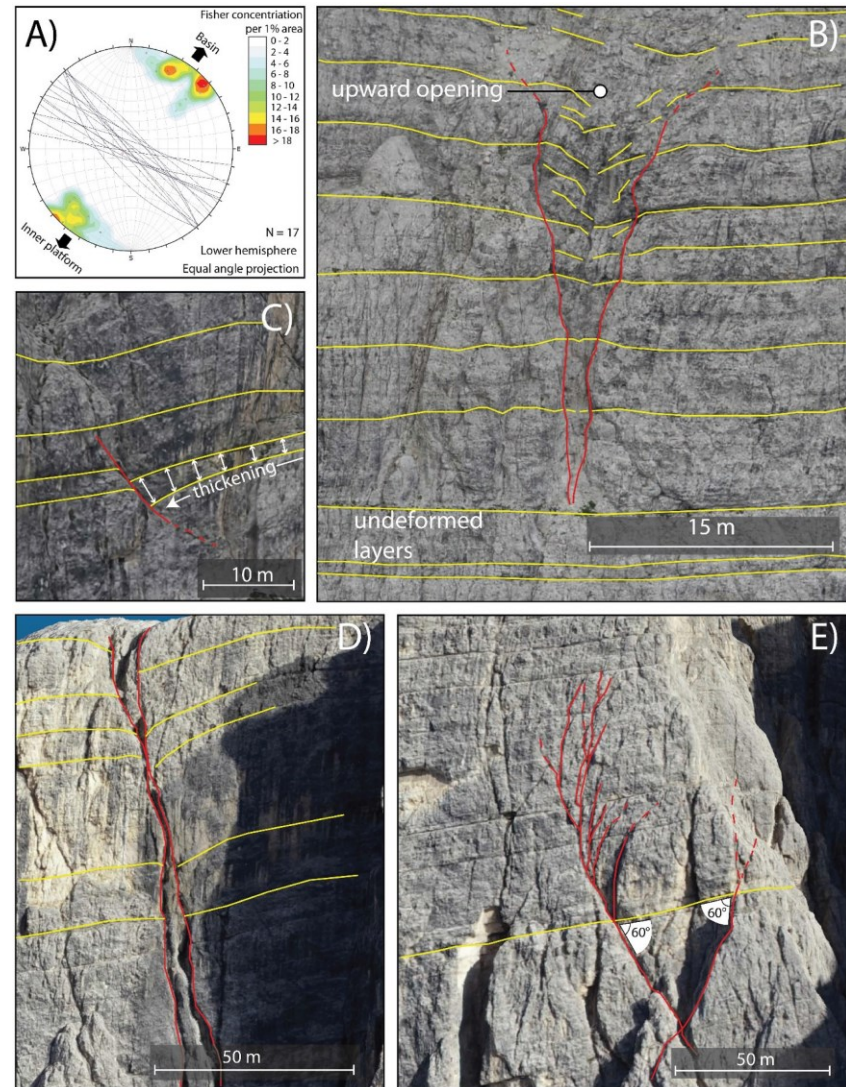 A)
Fisher concentriation
per 1% area
0 - 2
2 - 4
4 - 6
6 - 8
8 - 10
10 - 12
12 - 14
14 - 16
16 - 18
> 18
Basin
N
E
S
W
Inner platform
N = 17
Lower hemisphere
Equal angle projection
B)
upward opening
undeformed
layers
15 m
C)
thickening
10 m
D)
50 m
E)
60°
60°
50 m